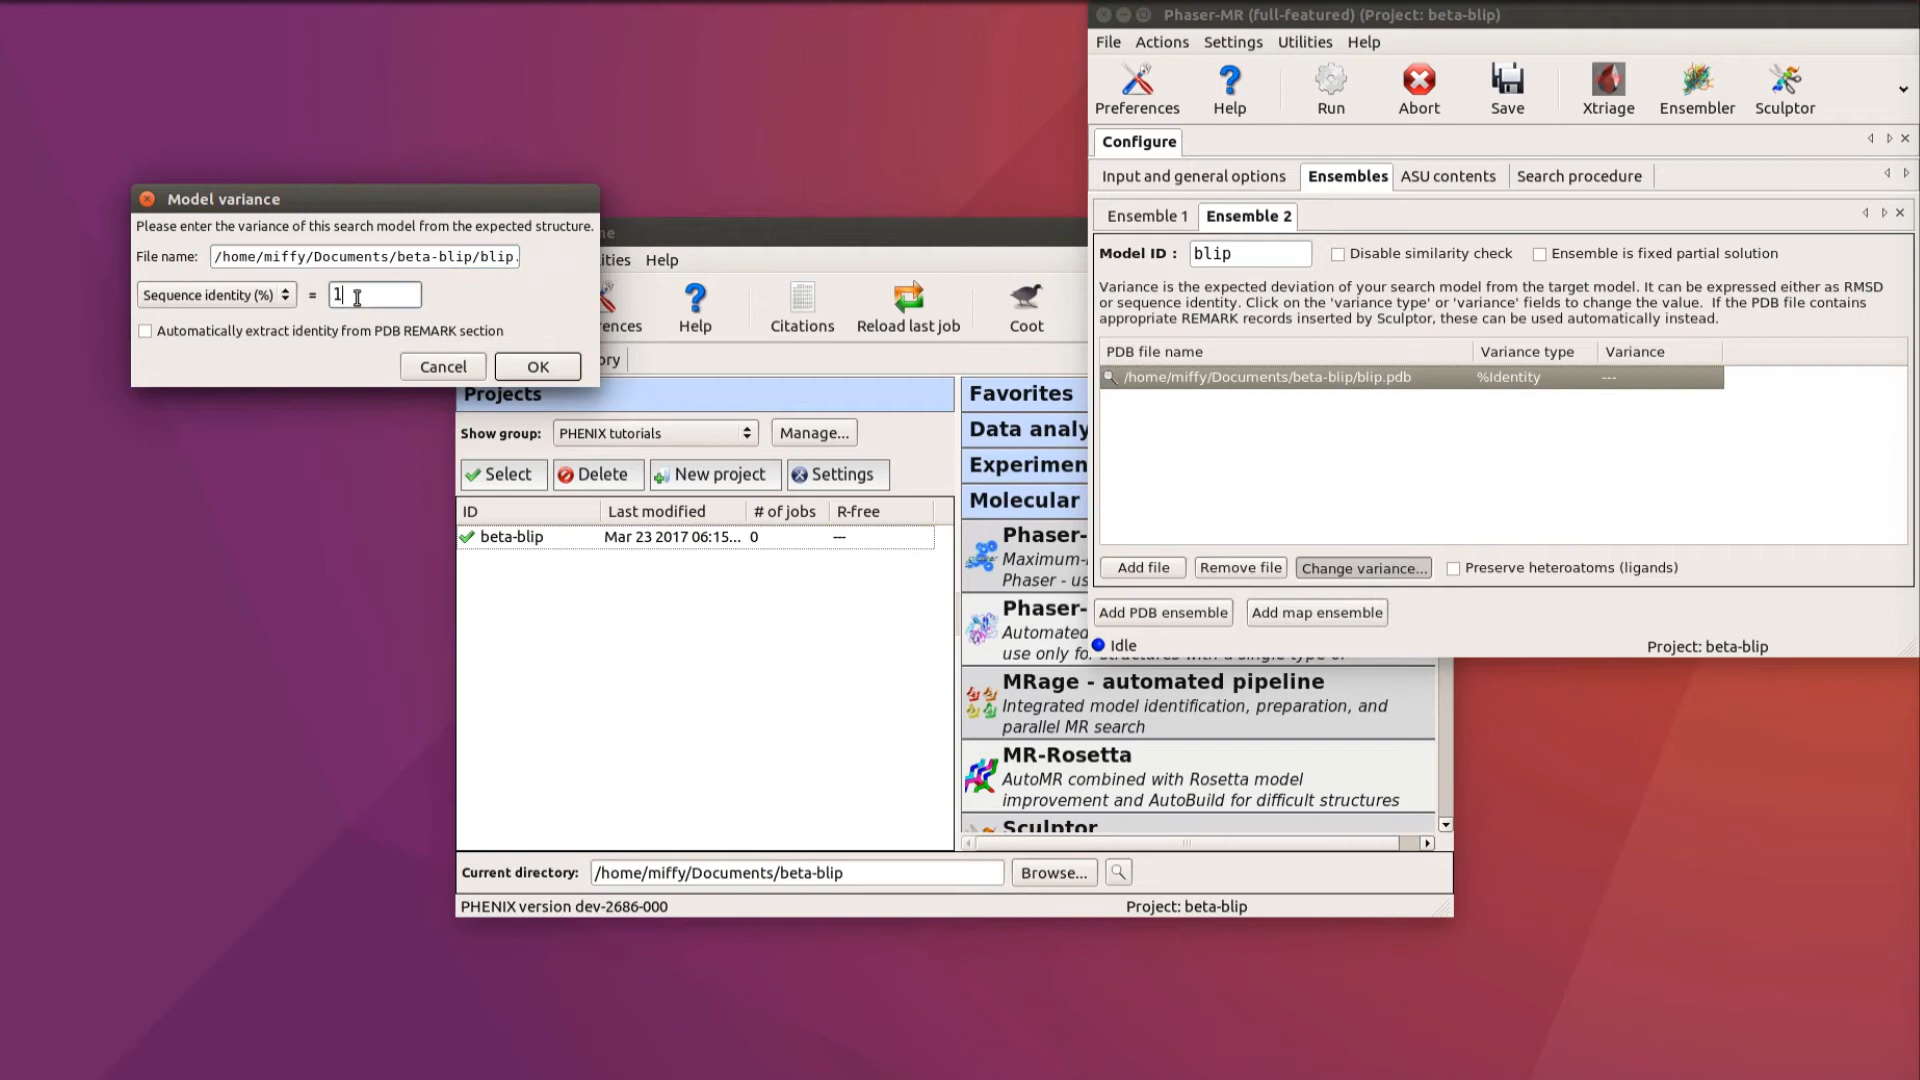 Phaser-MR (full-featured) (Project: beta-blip)
File Actions Settings Utilities Help
Preferences Help Run Abort Save Xtriage Ensembler Sculptor
Configure
Input and general options Ensembles ASU contents Search procedure
Ensemble 1 Ensemble 2
Model ID : blip Disable similarity check Ensemble is fixed partial solution
Variance is the expected deviation of your search model from the target model. It can be expressed either as RMSD
or sequence identity. Click on the 'variance type' or 'variance' fields to change the value. If the PDB file contains
appropriate REMARK records inserted by Sculptor, these can be used automatically instead.
PDB file name Variance type Variance
/home/miffy/Documents/beta-blip/blip.pdb %Identity ---
Add file Remove file Change variance... Preserve heteroatoms (ligands)
Add PDB ensemble Add map ensemble
Idle Project: beta-blip
Model variance
Please enter the variance of this search model from the expected structure.
File name: /home/miffy/Documents/beta-blip/blip.
Sequence identity (%) = 1
Automatically extract identity from PDB REMARK section
Cancel OK
ne
ities Help
ences Help Citations Reload last job Coot
ory
Projects
Show group: PHENIX tutorials Manage...
Select Delete New project Settings
ID Last modified # of jobs R-free
beta-blip Mar 23 2017 06:15... 0 ---
Favorites
Data analy
Experimen
Molecular
Phaser-
Maximum-
Phaser - us
Phaser-
Automated
use only for structures with a single type of
MRage - automated pipeline
Integrated model identification, preparation, and
parallel MR search
MR-Rosetta
AutoMR combined with Rosetta model
improvement and AutoBuild for difficult structures
Sculptor
Current directory: /home/miffy/Documents/beta-blip Browse...
PHENIX version dev-2686-000 Project: beta-blip